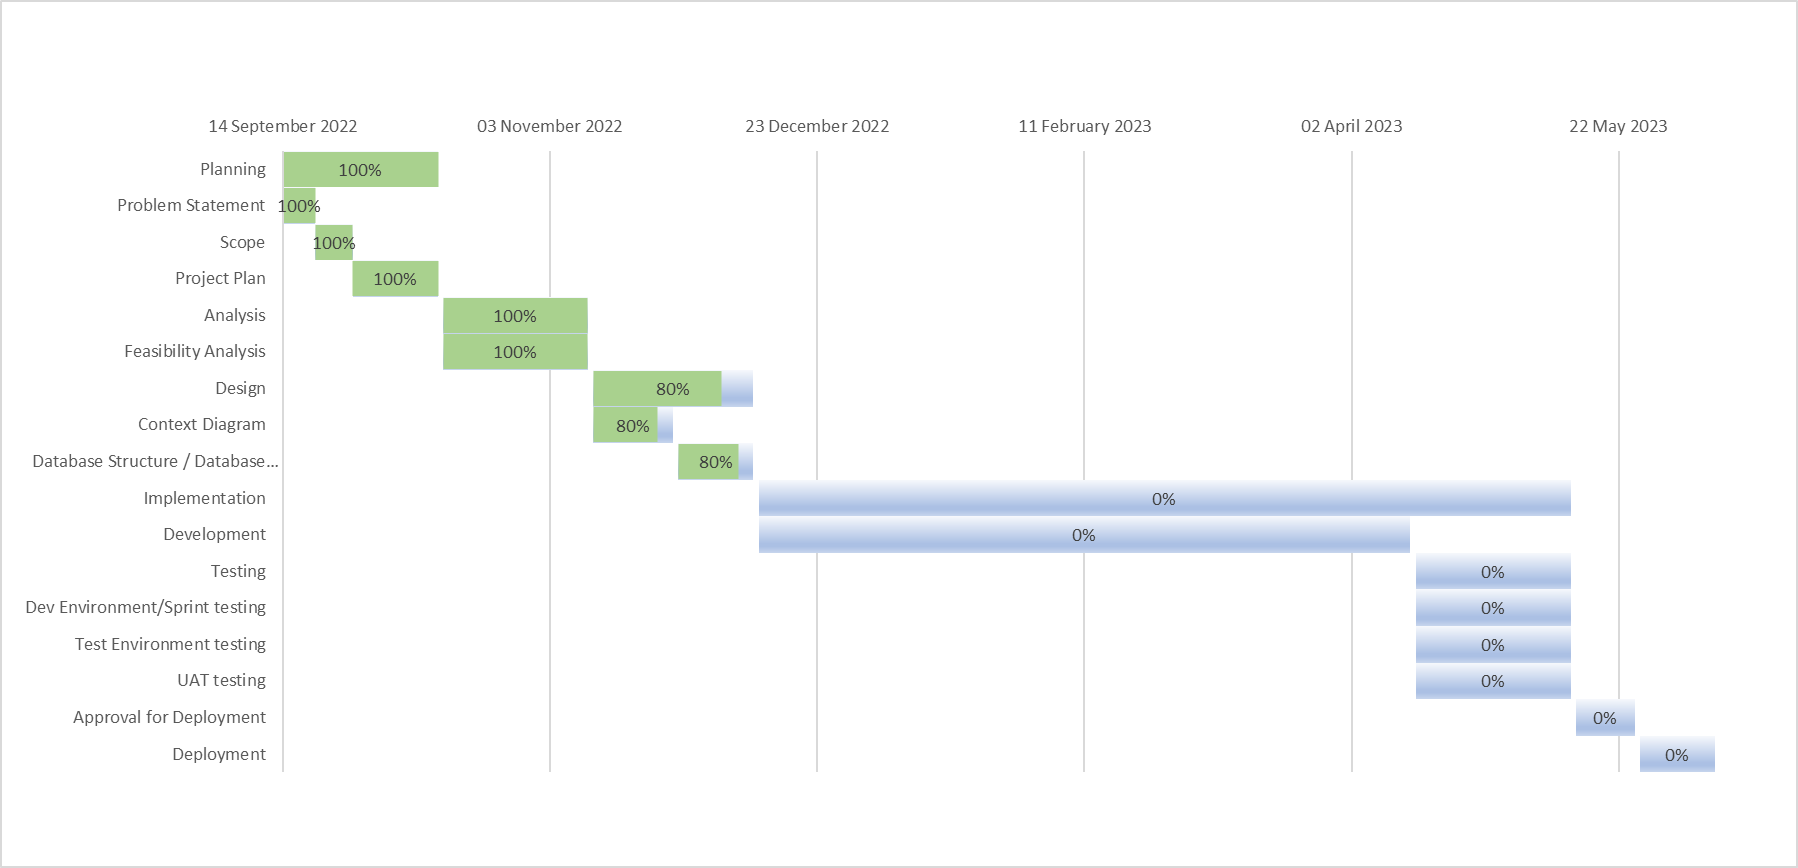 14 September 2022 03 November 2022 23 December 2022 11 February 2023 02 April 2023 22 May 2023
Planning 100%
Problem Statement 100%
Scope 100%
Project Plan 100%
Analysis 100%
Feasibility Analysis 100%
Design 80%
Context Diagram 80%
Database Structure / Database... 80%
Implementation 0%
Development 0%
Testing 0%
Dev Environment/Sprint testing 0%
Test Environment testing 0%
UAT testing 0%
Approval for Deployment 0%
Deployment 0%